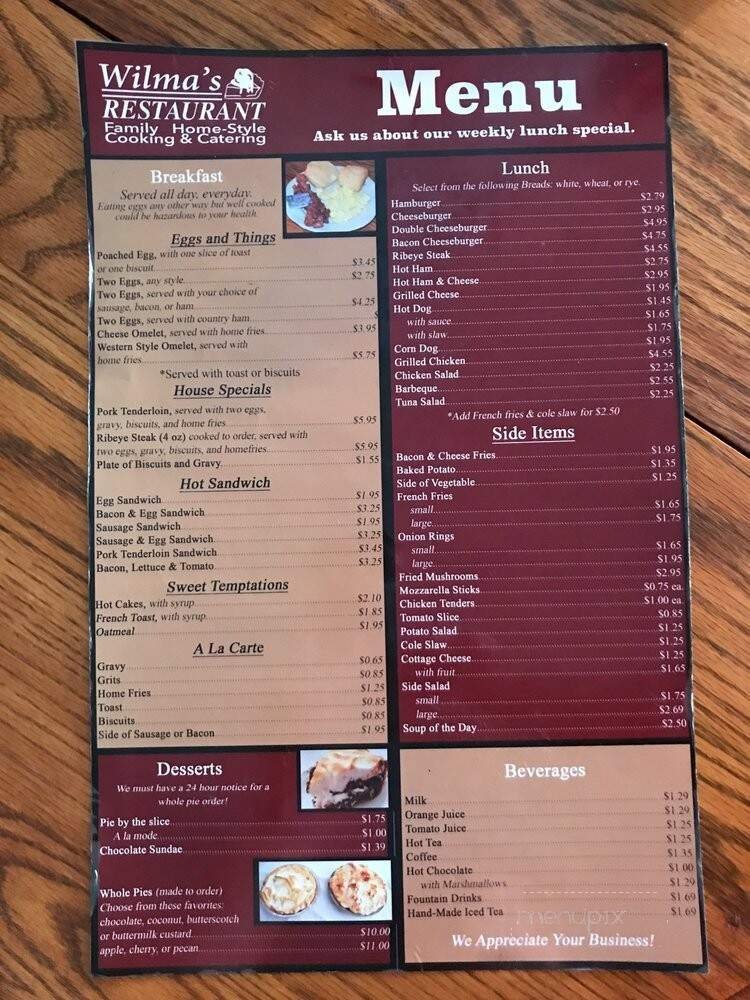 Wilma's
RESTAURANT
Family Home-Style
Cooking & Catering
Menu
Ask us about our weekly lunch special.
Breakfast
Served all day, everyday.
Eating eggs any other way but well cooked
could be hazardous to your health.
Eggs and Things
Poached Egg, with one slice of toast
or one biscuit $3.45
Two Eggs, any style $2.75
Two Eggs, served with your choice of
sausage, bacon, or ham $4.25
Two Eggs, served with country ham $
Cheese Omelet, served with home fries $3.95
Western Style Omelet, served with
home fries $5.75
*Served with toast or biscuits
House Specials
Pork Tenderloin, served with two eggs,
gravy, biscuits, and home fries $5.95
Ribeye Steak (4 oz) cooked to order, served with
two eggs, gravy, biscuits, and homefries $5.95
Plate of Biscuits and Gravy $1.55
Hot Sandwich
Egg Sandwich $1.95
Bacon & Egg Sandwich $3.25
Sausage Sandwich $1.95
Sausage & Egg Sandwich $3.25
Pork Tenderloin Sandwich $3.45
Bacon, Lettuce & Tomato $3.25
Sweet Temptations
Hot Cakes, with syrup $2.10
French Toast, with syrup $1.85
Oatmeal $1.95
A La Carte
Gravy $0.65
Grits $0.85
Home Fries $1.25
Toast $0.85
Biscuits $0.85
Side of Sausage or Bacon $1.95
Desserts
We must have a 24 hour notice for a
whole pie order!
Pie by the slice $1.75
A la mode $1.00
Chocolate Sundae $1.39
Whole Pies (made to order)
Choose from these favorites:
chocolate, coconut, butterscotch
or buttermilk custard $10.00
apple, cherry, or pecan $11.00
Lunch
Select from the following Breads: white, wheat, or rye.
Hamburger $2.79
Cheeseburger $2.95
Double Cheeseburger $4.95
Bacon Cheeseburger $4.75
Ribeye Steak $4.55
Hot Ham $2.75
Hot Ham & Cheese $2.95
Grilled Cheese $1.95
Hot Dog $1.45
with sauce $1.65
with slaw $1.75
Corn Dog $1.95
Grilled Chicken $4.55
Chicken Salad $2.25
Barbeque $2.55
Tuna Salad $2.25
*Add French fries & cole slaw for $2.50
Side Items
Bacon & Cheese Fries $1.95
Baked Potato $1.35
Side of Vegetable $1.25
French Fries
small $1.65
large $1.75
Onion Rings
small $1.65
large $1.95
Fried Mushrooms $2.95
Mozzarella Sticks $0.75 ea.
Chicken Tenders $1.00 ea.
Tomato Slice $0.85
Potato Salad $1.25
Cole Slaw $1.25
Cottage Cheese $1.25
with fruit $1.65
Side Salad
small $1.75
large $2.69
Soup of the Day $2.50
Beverages
Milk $1.29
Orange Juice $1.29
Tomato Juice $1.25
Hot Tea $1.25
Coffee $1.35
Hot Chocolate $1.00
with Marshmallows $1.29
Fountain Drinks $1.69
Hand-Made Iced Tea $1.69
menupix
We Appreciate Your Business!